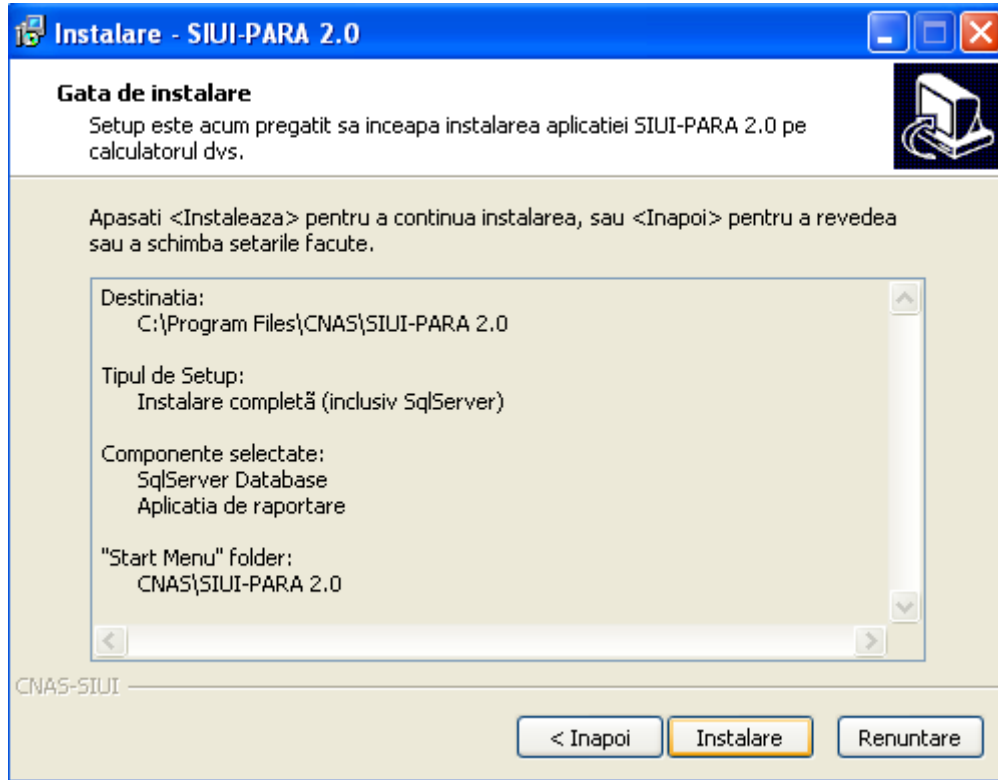 Instalare - SIUI-PARA 2.0
Gata de instalare
Setup este acum pregatit sa inceapa instalarea aplicatiei SIUI-PARA 2.0 pe
calculatorul dvs.
Apasati <Instaleaza> pentru a continua instalarea, sau <Inapoi> pentru a revedea
sau a schimba setarile facute.
Destinatia:
C:\Program Files\CNAS\SIUI-PARA 2.0
Tipul de Setup:
Instalare completã (inclusiv SqlServer)
Componente selectate:
SqlServer Database
Aplicatia de raportare
"Start Menu" folder:
CNAS\SIUI-PARA 2.0
CNAS-SIUI
< Inapoi
Instalare
Renuntare